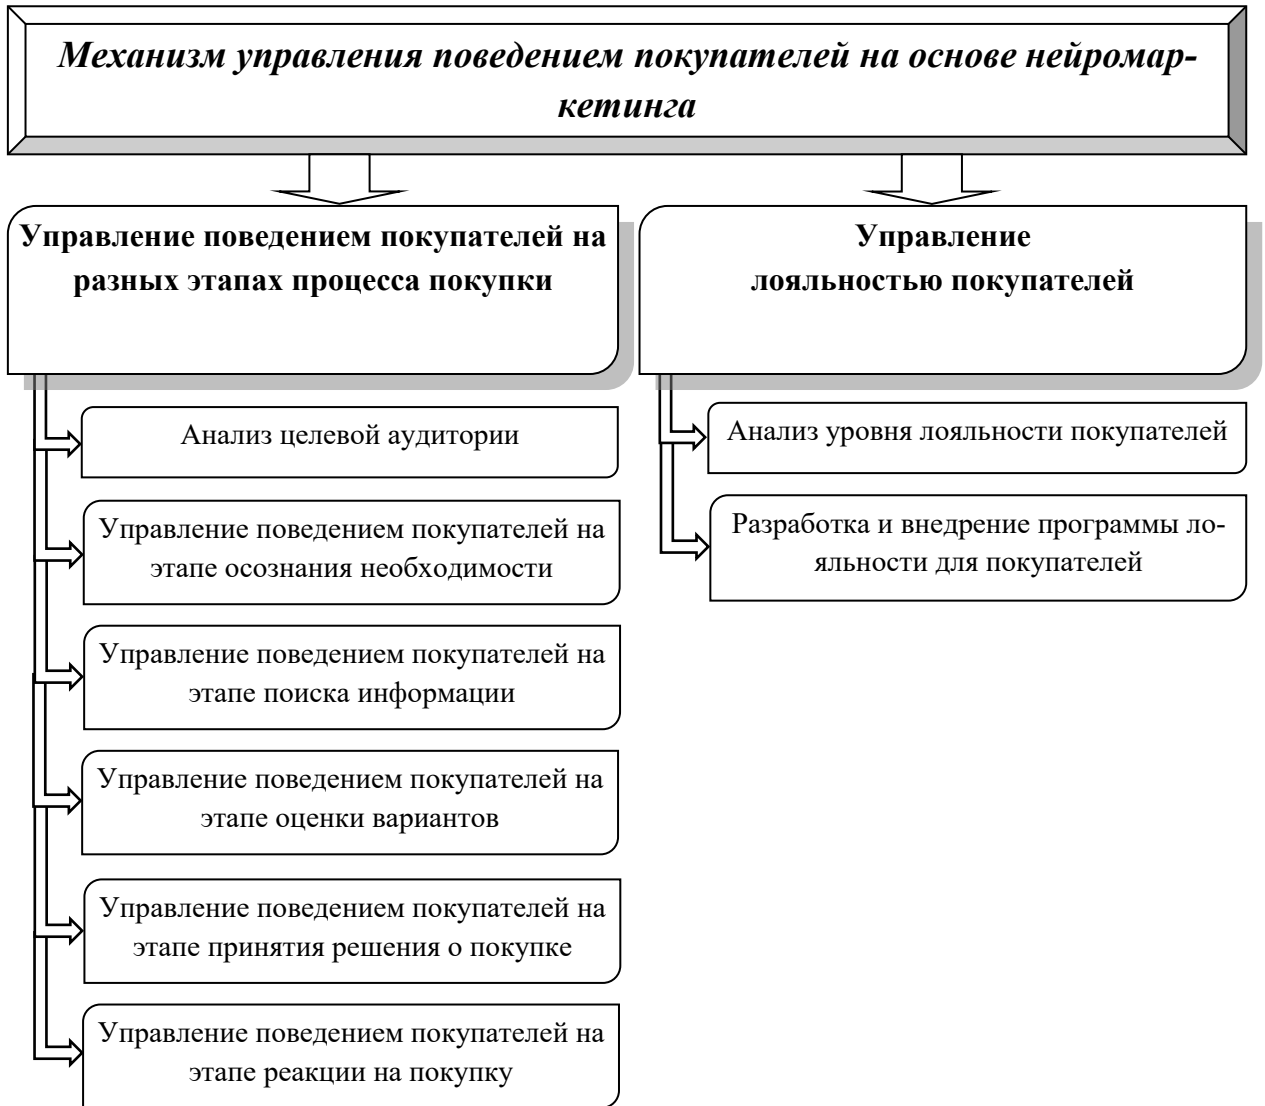 Механизм управления поведением покупателей на основе нейромар-
кетинга
Управление поведением покупателей на
разных этапах процесса покупки
Анализ целевой аудитории
Управление поведением покупателей на
этапе осознания необходимости
Управление поведением покупателей на
этапе поиска информации
Управление поведением покупателей на
этапе оценки вариантов
Управление поведением покупателей на
этапе принятия решения о покупке
Управление поведением покупателей на
этапе реакции на покупку
Управление
лояльностью покупателей
Анализ уровня лояльности покупателей
Разработка и внедрение программы ло-
яльности для покупателей